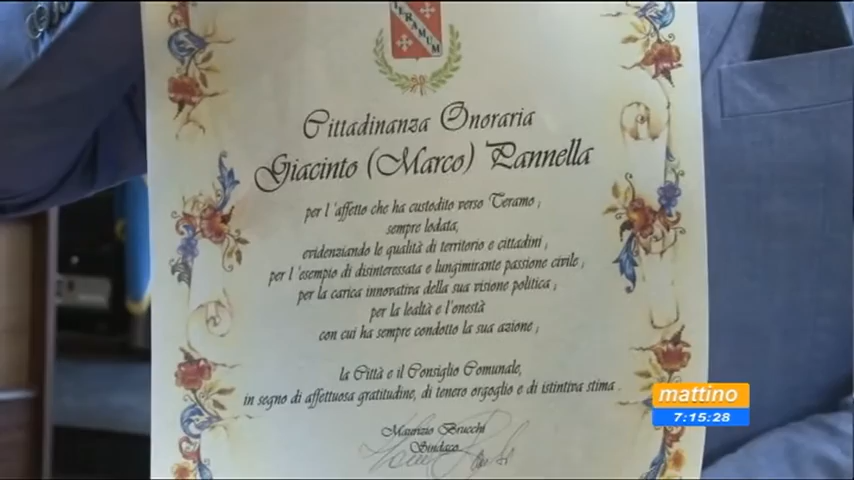 TERAMUM
Cittadinanza Onoraria
Giacinto (Marco) Pannella
per l'affetto che ha custodito verso Teramo,
sempre lodata,
evidenziando le qualità di territorio e cittadini,
per l'esempio di disinteressata e lungimirante passione civile,
per la carica innovativa della sua visione politica,
per la lealtà e l'onestà
con cui ha sempre condotto la sua azione,
la Città e il Consiglio Comunale,
in segno di affettuosa gratitudine, di tenero orgoglio e di istintiva stima.
Maurizio Brucchi
Sindaco
mattino
7:15:28